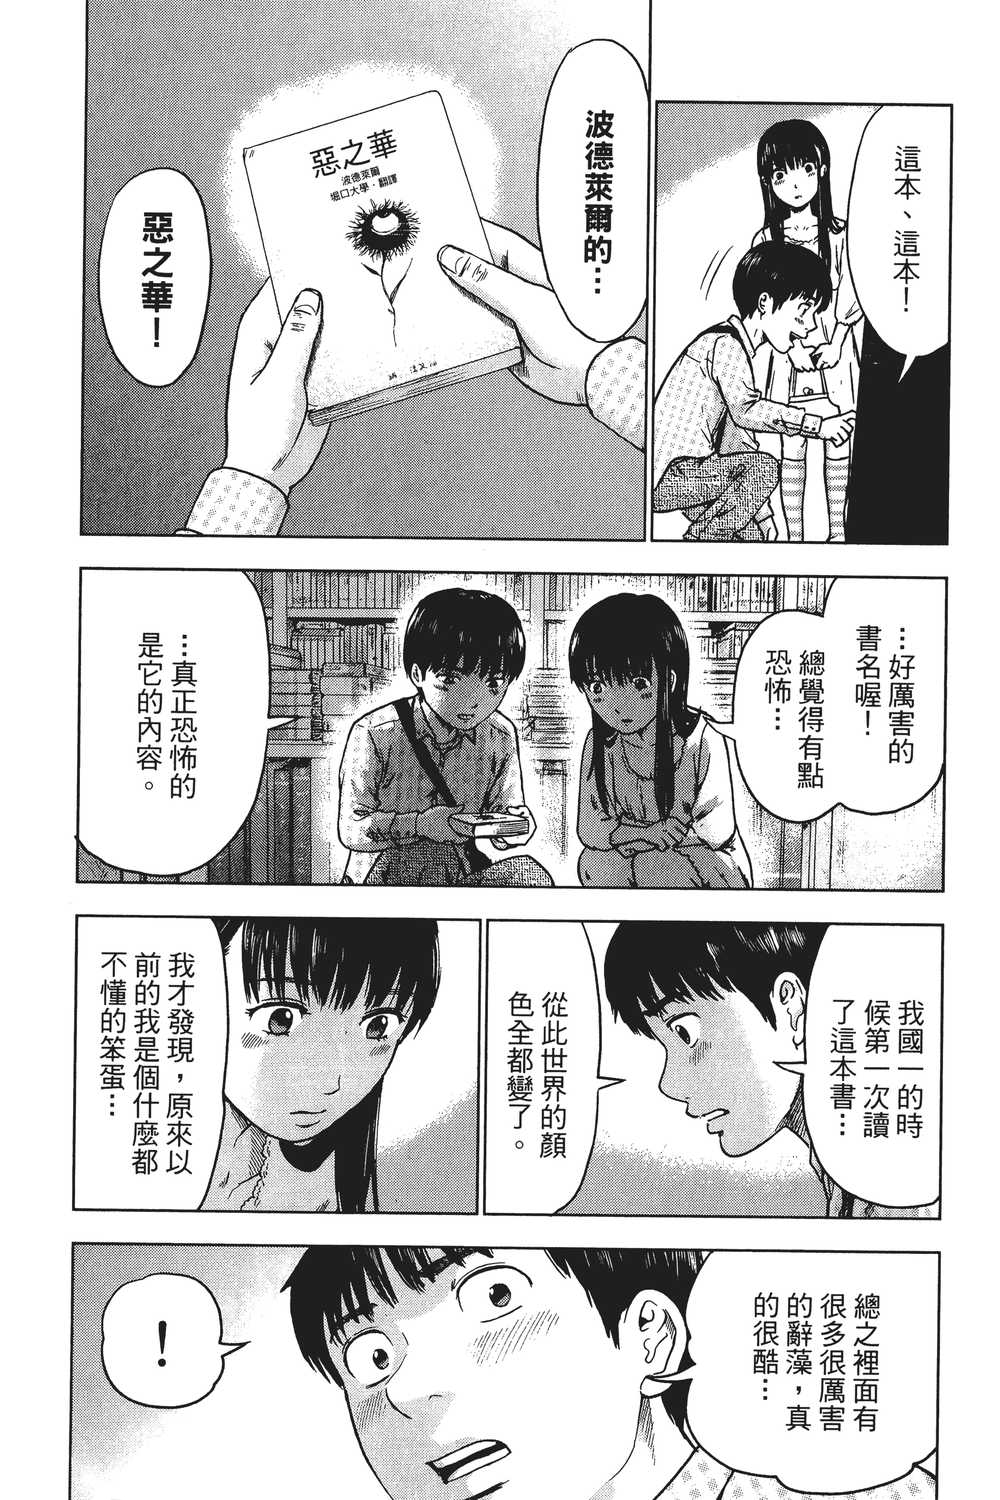 這本、這本！
波德萊爾的…
惡之華
波德萊爾
堀口大學・翻譯
惡之華！
…好厲害的
書名喔！
總覺得有點
恐怖…
…真正恐怖的
是它的內容。
我國一的時
候第一次讀
了這本書…
從此世界的顏
色全都變了。
我才發現，原來以
前的我是個什麼都
不懂的笨蛋…
總之裡面有
很多很厲害
的辭藻，真
的很酷…
！